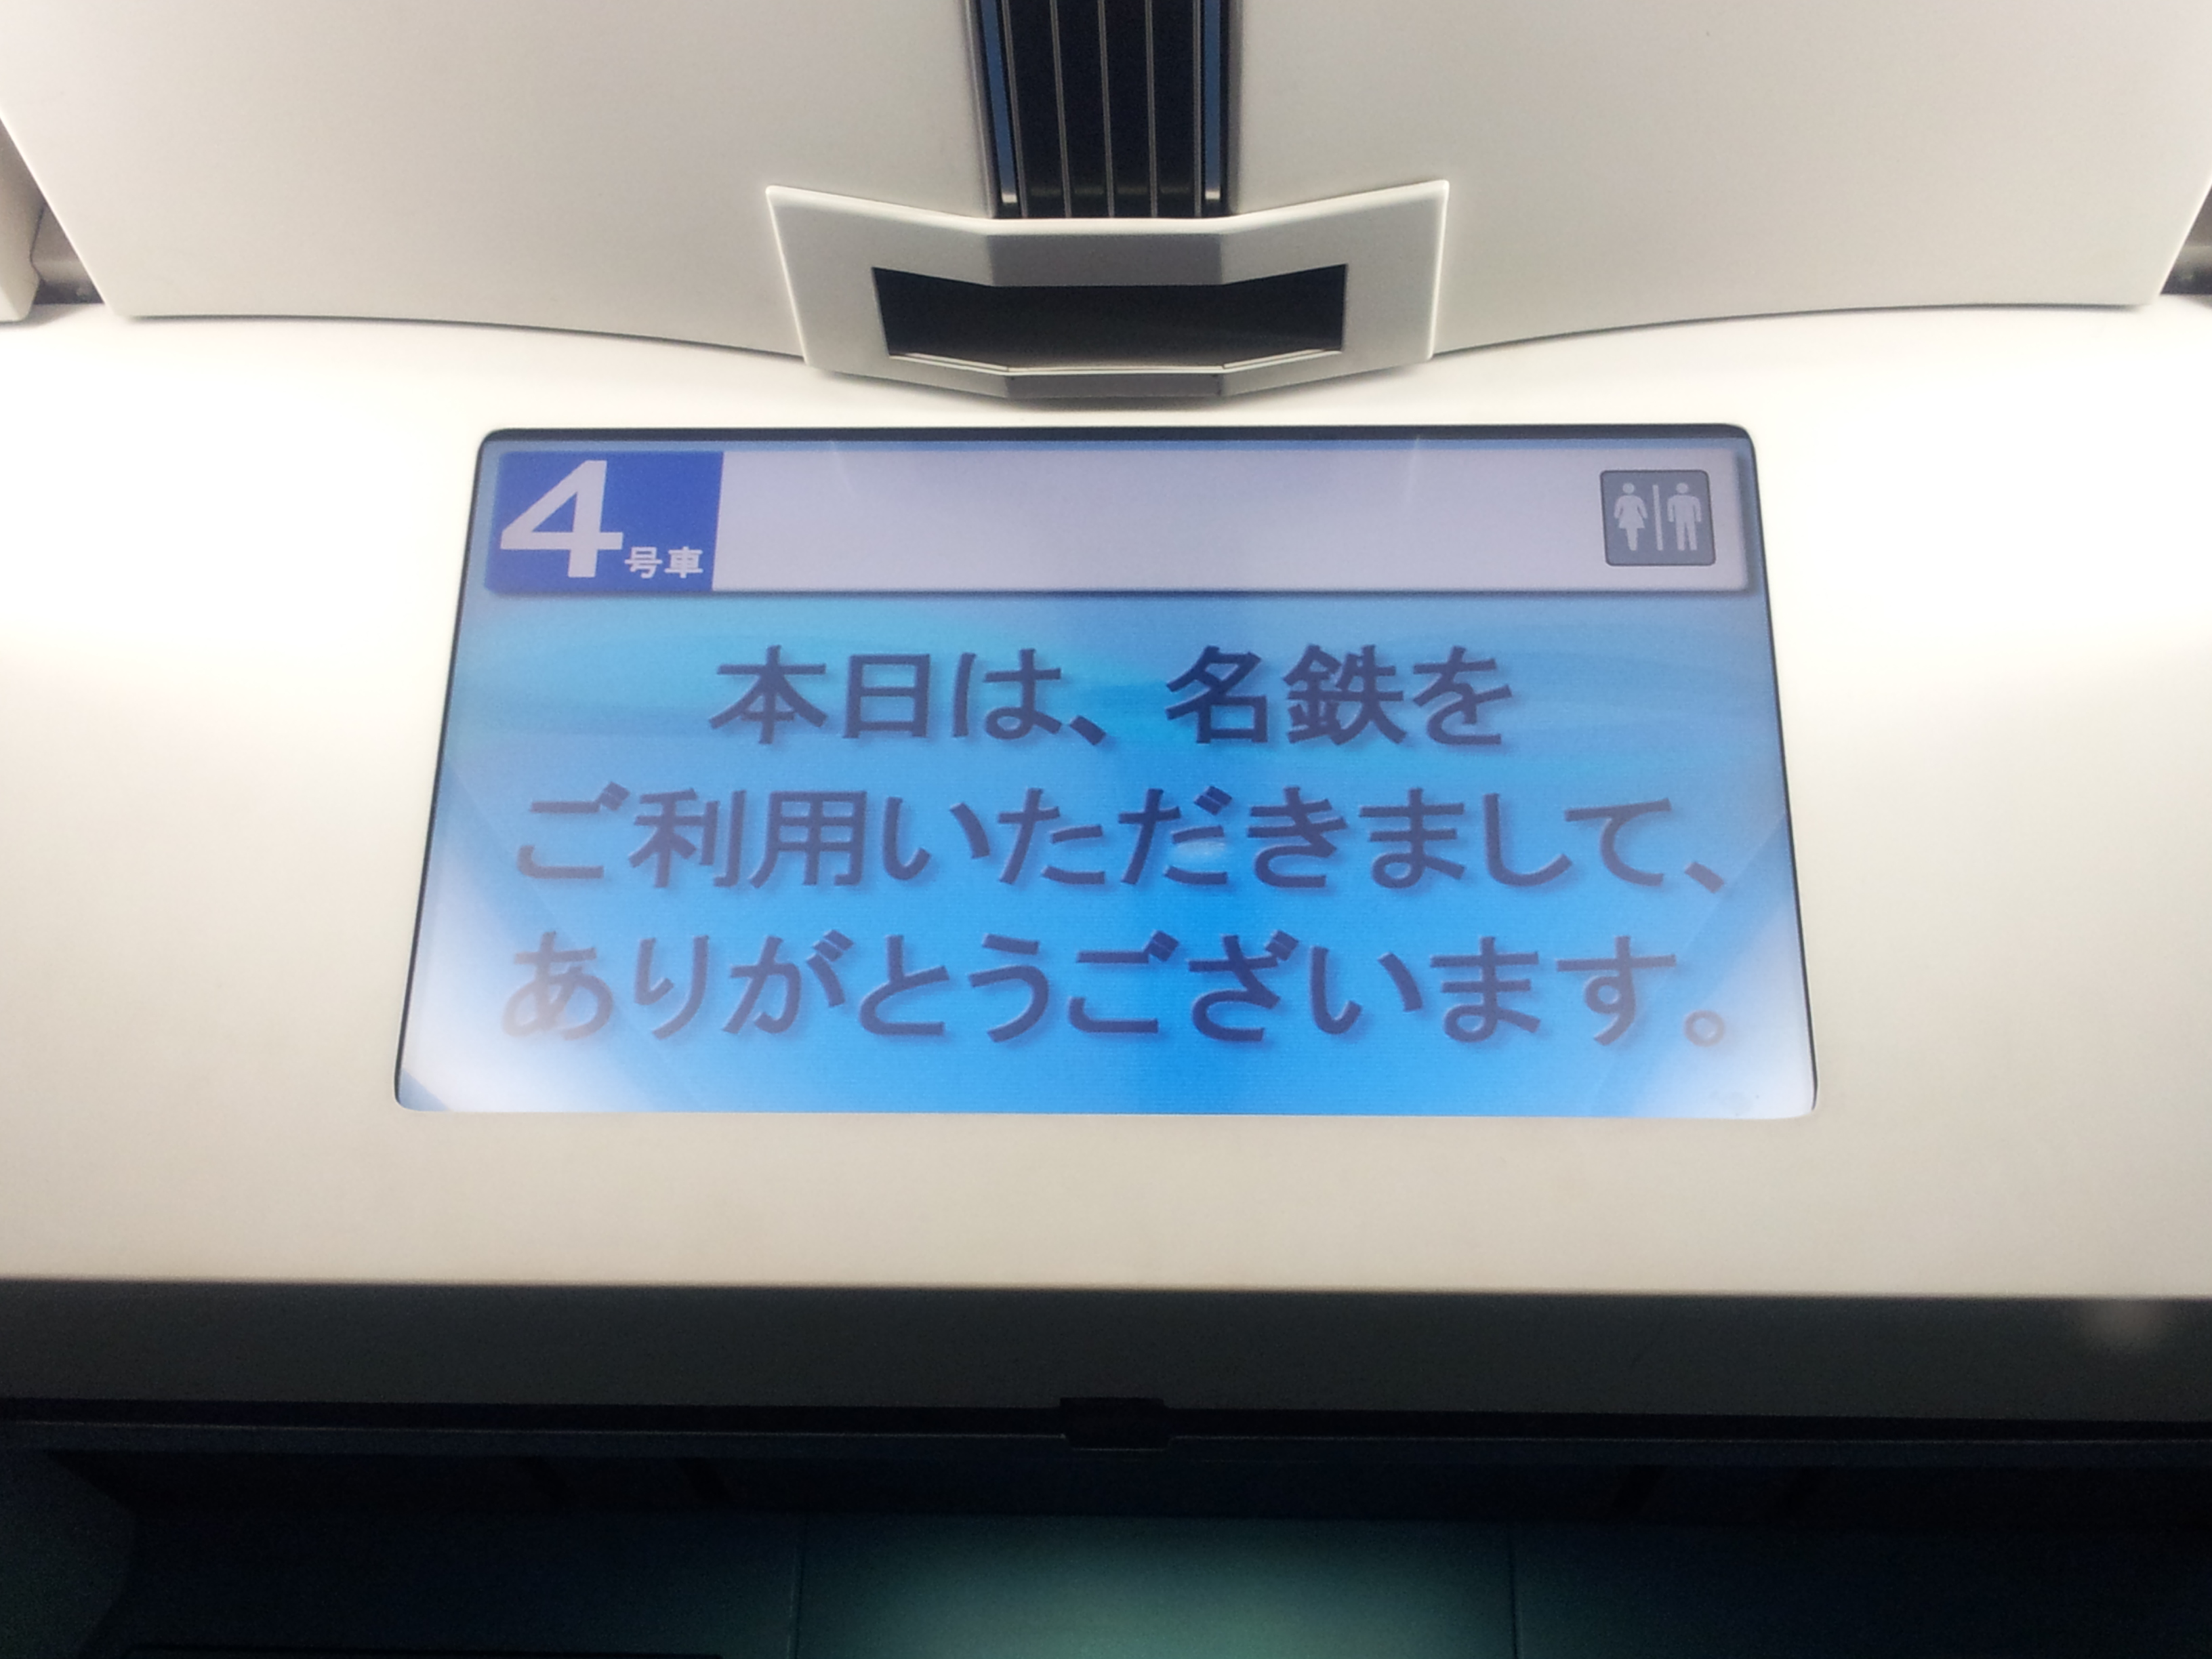 4号車
本日は、名鉄を
ご利用いただきまして、
ありがとうございます。